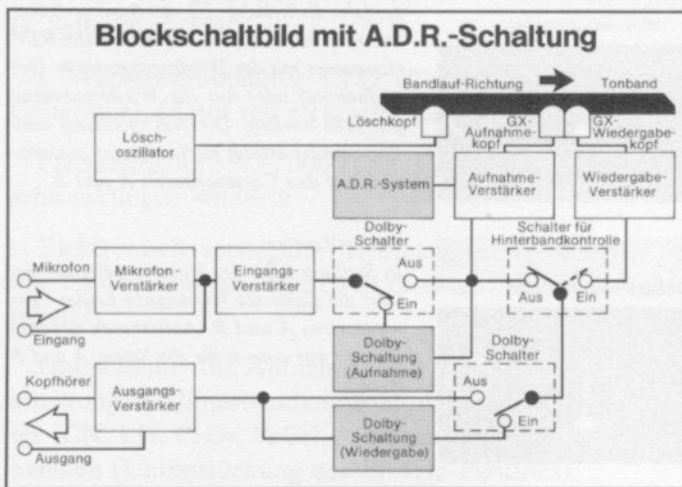 Blockschaltbild mit A.D.R.-Schaltung
Bandlauf-Richtung
Tonband
Löschkopf
GX-
Aufnahme-
kopf
GX-
Wiedergabe-
kopf
Lösch-
oszillator
A.D.R.-System
Aufnahme-
Verstärker
Wiedergabe-
Verstärker
Dolby-
Schalter
Schalter für
Hinterbandkontrolle
Mikrofon
Mikrofon-
Verstärker
Eingangs-
Verstärker
Aus
Ein
Aus
Ein
Eingang
Dolby-
Schaltung
(Aufnahme)
Dolby-
Schalter
Kopfhörer
Ausgangs-
Verstärker
Aus
Ein
Ausgang
Dolby-
Schaltung
(Wiedergabe)